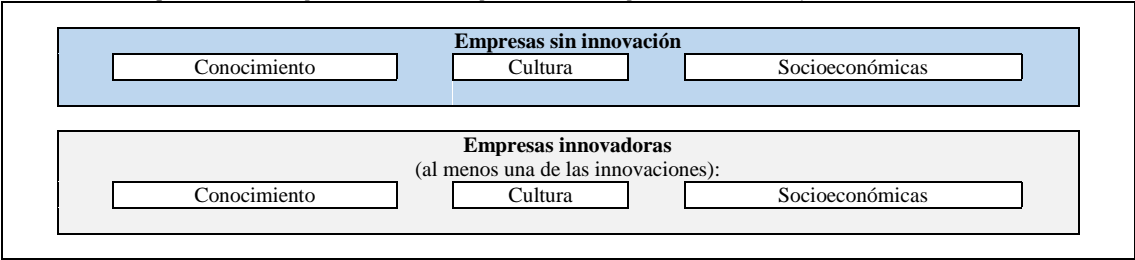 Empresas sin innovación
Conocimiento Cultura Socioeconómicas
Empresas innovadoras
(al menos una de las innovaciones):
Conocimiento Cultura Socioeconómicas